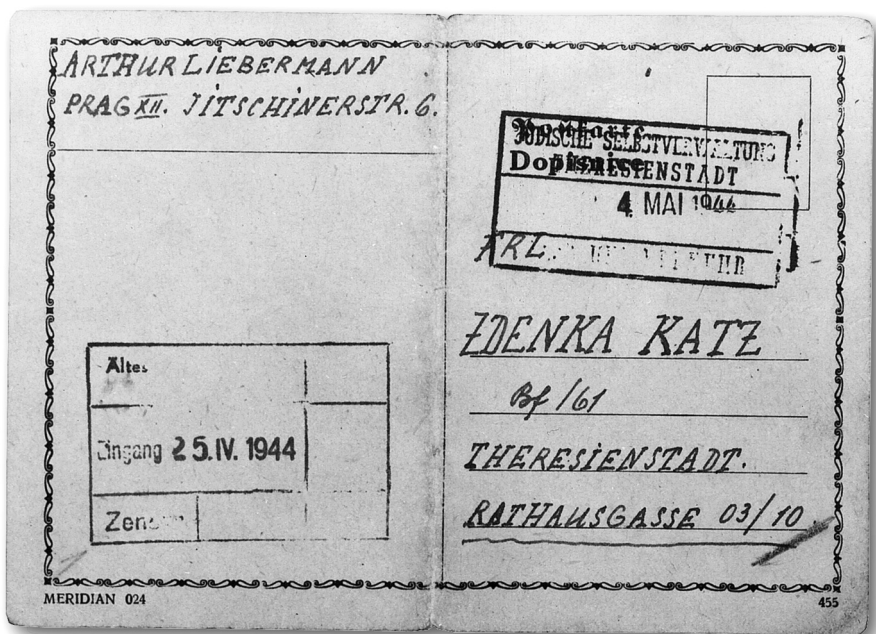 ARTHUR LIEBERMANN
PRAG XII. JITSCHINERSTR. 6.
Eingang 25. IV. 1944
JÜDISCHE SELBSTVERWALTUNG
Dopisnice
THERESIENSTADT
4 MAI 1944
FRL.
ZDENKA KATZ
Bf/61
THERESIENSTADT.
RATHAUSGASSE 03/10
MERIDIAN 024
455